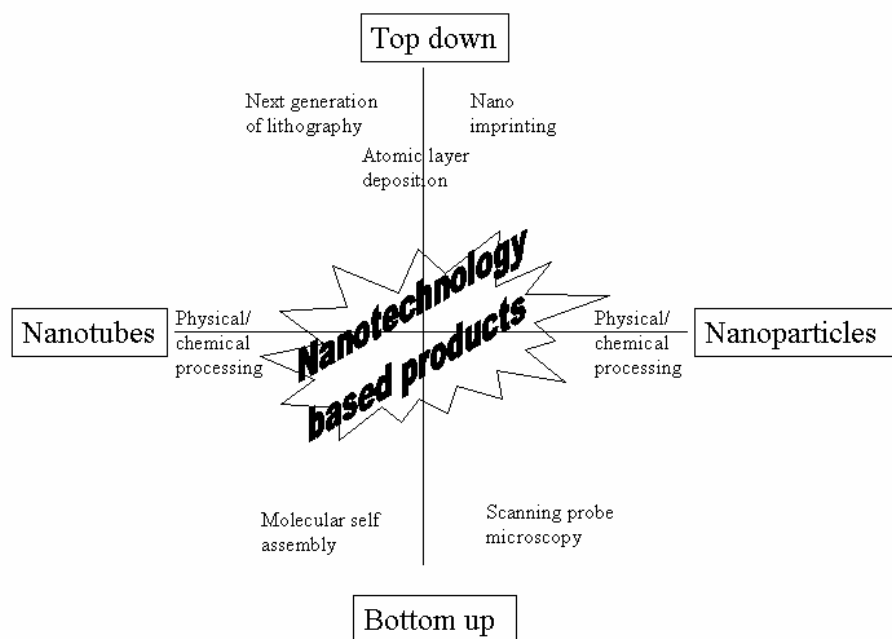 Top down
Next generation
of lithography
Nano
imprinting
Atomic layer
deposition
Nanotechnology
based products
Nanotubes
Physical/
chemical
processing
Physical/
chemical
processing
Nanoparticles
Molecular self
assembly
Scanning probe
microscopy
Bottom up